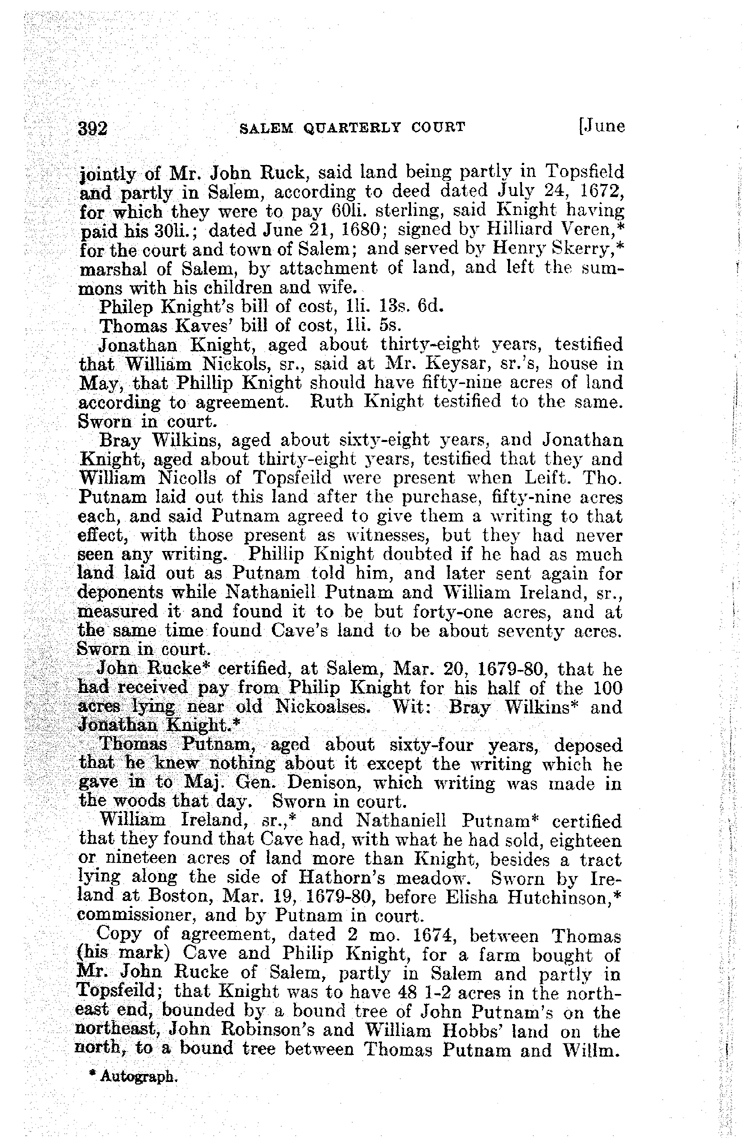 392 SALEM QUARTERLY COURT [June
jointly of Mr. John Ruck, said land being partly in Topsfield
and partly in Salem, according to deed dated July 24, 1672,
for which they were to pay 60li. sterling, said Knight having
paid his 30li.; dated June 21, 1680; signed by Hilliard Veren,*
for the court and town of Salem; and served by Henry Skerry,*
marshal of Salem, by attachment of land, and left the sum-
mons with his children and wife.
Philep Knight's bill of cost, 1li. 13s. 6d.
Thomas Kaves' bill of cost, 1li. 5s.
Jonathan Knight, aged about thirty-eight years, testified
that William Nickols, sr., said at Mr. Keysar, sr.'s, house in
May, that Phillip Knight should have fifty-nine acres of land
according to agreement. Ruth Knight testified to the same.
Sworn in court.
Bray Wilkins, aged about sixty-eight years, and Jonathan
Knight, aged about thirty-eight years, testified that they and
William Nicolls of Topsfeild were present when Leift. Tho.
Putnam laid out this land after the purchase, fifty-nine acres
each, and said Putnam agreed to give them a writing to that
effect, with those present as witnesses, but they had never
seen any writing. Phillip Knight doubted if he had as much
land laid out as Putnam told him, and later sent again for
deponents while Nathaniell Putnam and William Ireland, sr.,
measured it and found it to be but forty-one acres, and at
the same time found Cave's land to be about seventy acres.
Sworn in court.
John Rucke* certified, at Salem, Mar. 20, 1679-80, that he
had received pay from Philip Knight for his half of the 100
acres lying near old Nickoalses. Wit: Bray Wilkins* and
Jonathan Knight.*
Thomas Putnam, aged about sixty-four years, deposed
that he knew nothing about it except the writing which he
gave in to Maj. Gen. Denison, which writing was made in
the woods that day. Sworn in court.
William Ireland, sr.,* and Nathaniell Putnam* certified
that they found that Cave had, with what he had sold, eighteen
or nineteen acres of land more than Knight, besides a tract
lying along the side of Hathorn's meadow. Sworn by Ire-
land at Boston, Mar. 19, 1679-80, before Elisha Hutchinson,*
commissioner, and by Putnam in court.
Copy of agreement, dated 2 mo. 1674, between Thomas
(his mark) Cave and Philip Knight, for a farm bought of
Mr. John Rucke of Salem, partly in Salem and partly in
Topsfeild; that Knight was to have 48 1-2 acres in the north-
east end, bounded by a bound tree of John Putnam's on the
northeast, John Robinson's and William Hobbs' land on the
north, to a bound tree between Thomas Putnam and Willm.
* Autograph.